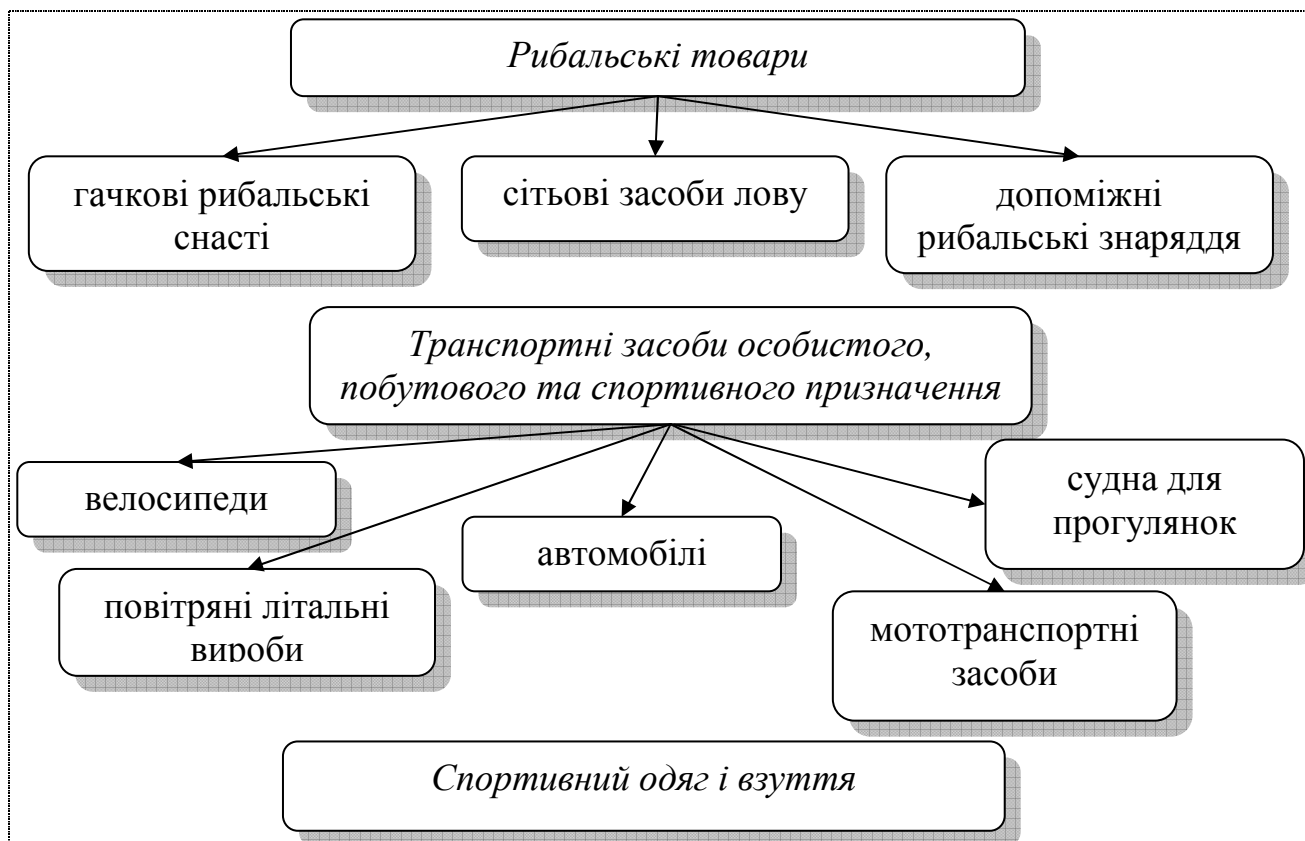 Рибальські товари
гачкові рибальські
снасті
сітьові засоби лову
допоміжні
рибальські знаряддя
Транспортні засоби особистого,
побутового та спортивного призначення
велосипеди
судна для
прогулянок
автомобілі
повітряні літальні
вироби
мототранспортні
засоби
Спортивний одяг і взуття